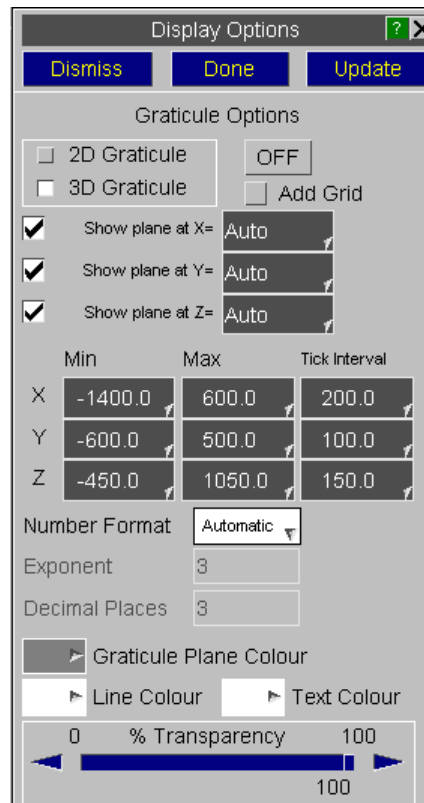 Display Options ? X
Dismiss Done Update
Graticule Options
2D Graticule OFF
3D Graticule Add Grid
Show plane at X= Auto
Show plane at Y= Auto
Show plane at Z= Auto
Min Max Tick Interval
X -1400.0 600.0 200.0
Y -600.0 500.0 100.0
Z -450.0 1050.0 150.0
Number Format Automatic
Exponent 3
Decimal Places 3
Graticule Plane Colour
Line Colour Text Colour
0 % Transparency 100
100